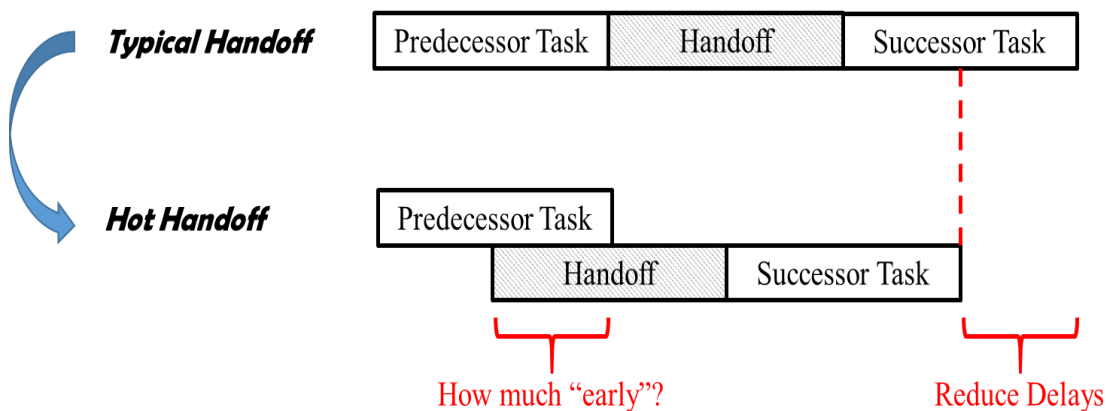 Typical Handoff
Predecessor Task
Handoff
Successor Task
Hot Handoff
Predecessor Task
Handoff
Successor Task
How much “early”?
Reduce Delays